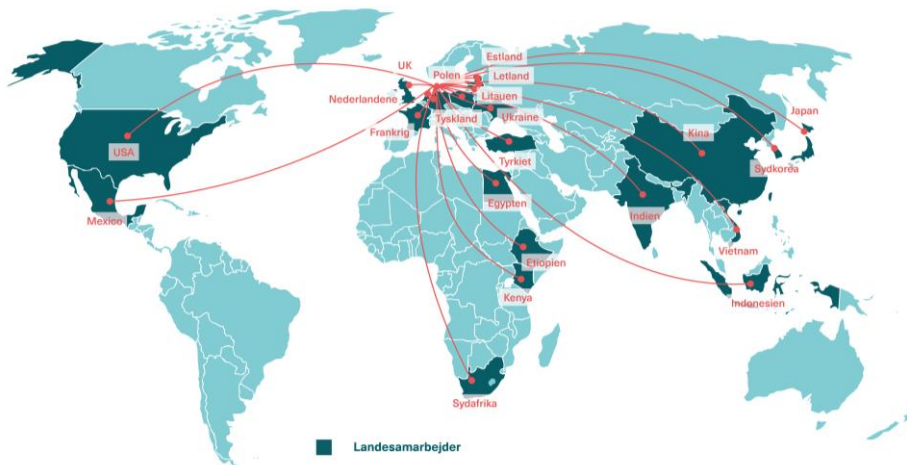 Estland
UK
Polen
Letland
Nederlandene
Litauen
Japan
Tyskland
Ukraine
Frankrig
Kina
USA
Tyrkiet
Sydkorea
Egypten
Mexico
Indien
Vietnam
Etiopien
Kenya
Indonesien
Sydafrika
Landesamarbejder